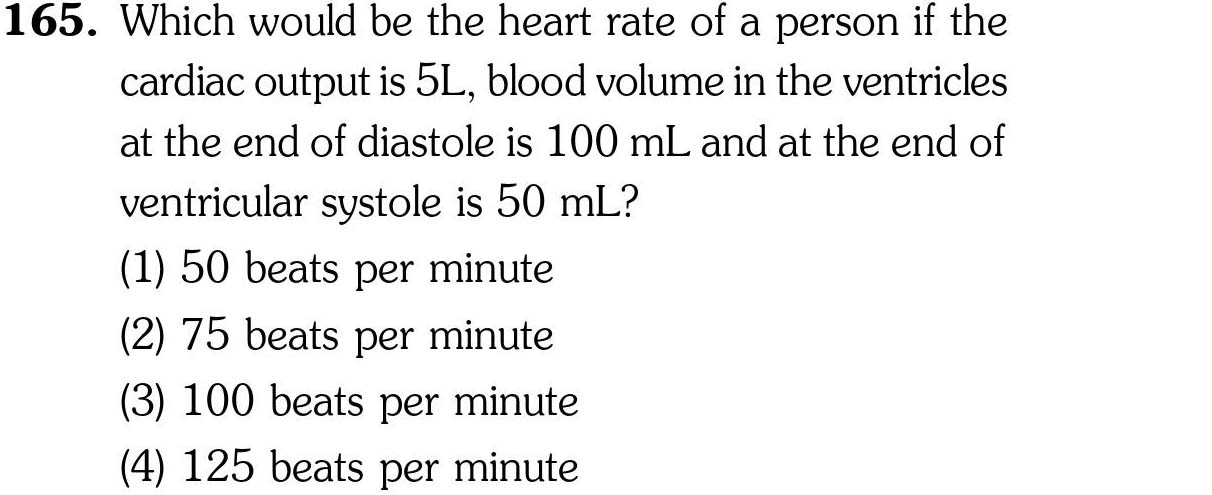 165. Which would be the heart rate of a person if the
cardiac output is 5L, blood volume in the ventricles
at the end of diastole is 100 mL and at the end of
ventricular systole is 50 mL?
(1) 50 beats per minute
(2) 75 beats per minute
(3) 100 beats per minute
(4) 125 beats per minute